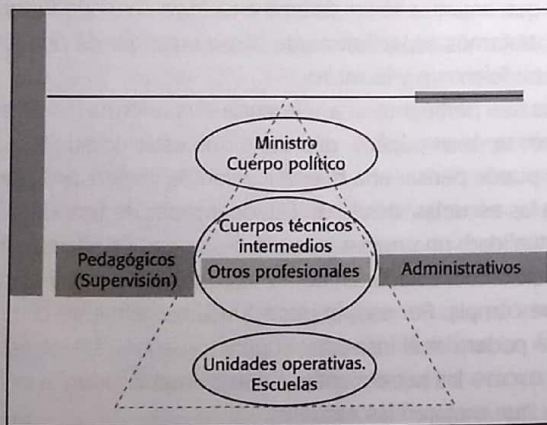 Ministro
Cuerpo político
Cuerpos técnicos
intermedios
Pedagógicos
(Supervisión)
Otros profesionales
Administrativos
Unidades operativas.
Escuelas